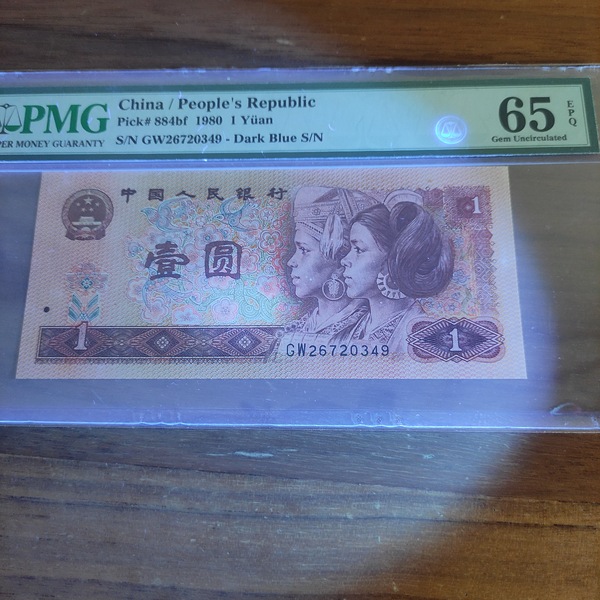 PMG
PER MONEY GUARANTY
China / People's Republic
Pick# 884bf 1980 1 Yüan
S/N GW26720349 - Dark Blue S/N
65 EPQ
Gem Uncirculated
中国人民银行
1
壹圆
1
1
GW26720349